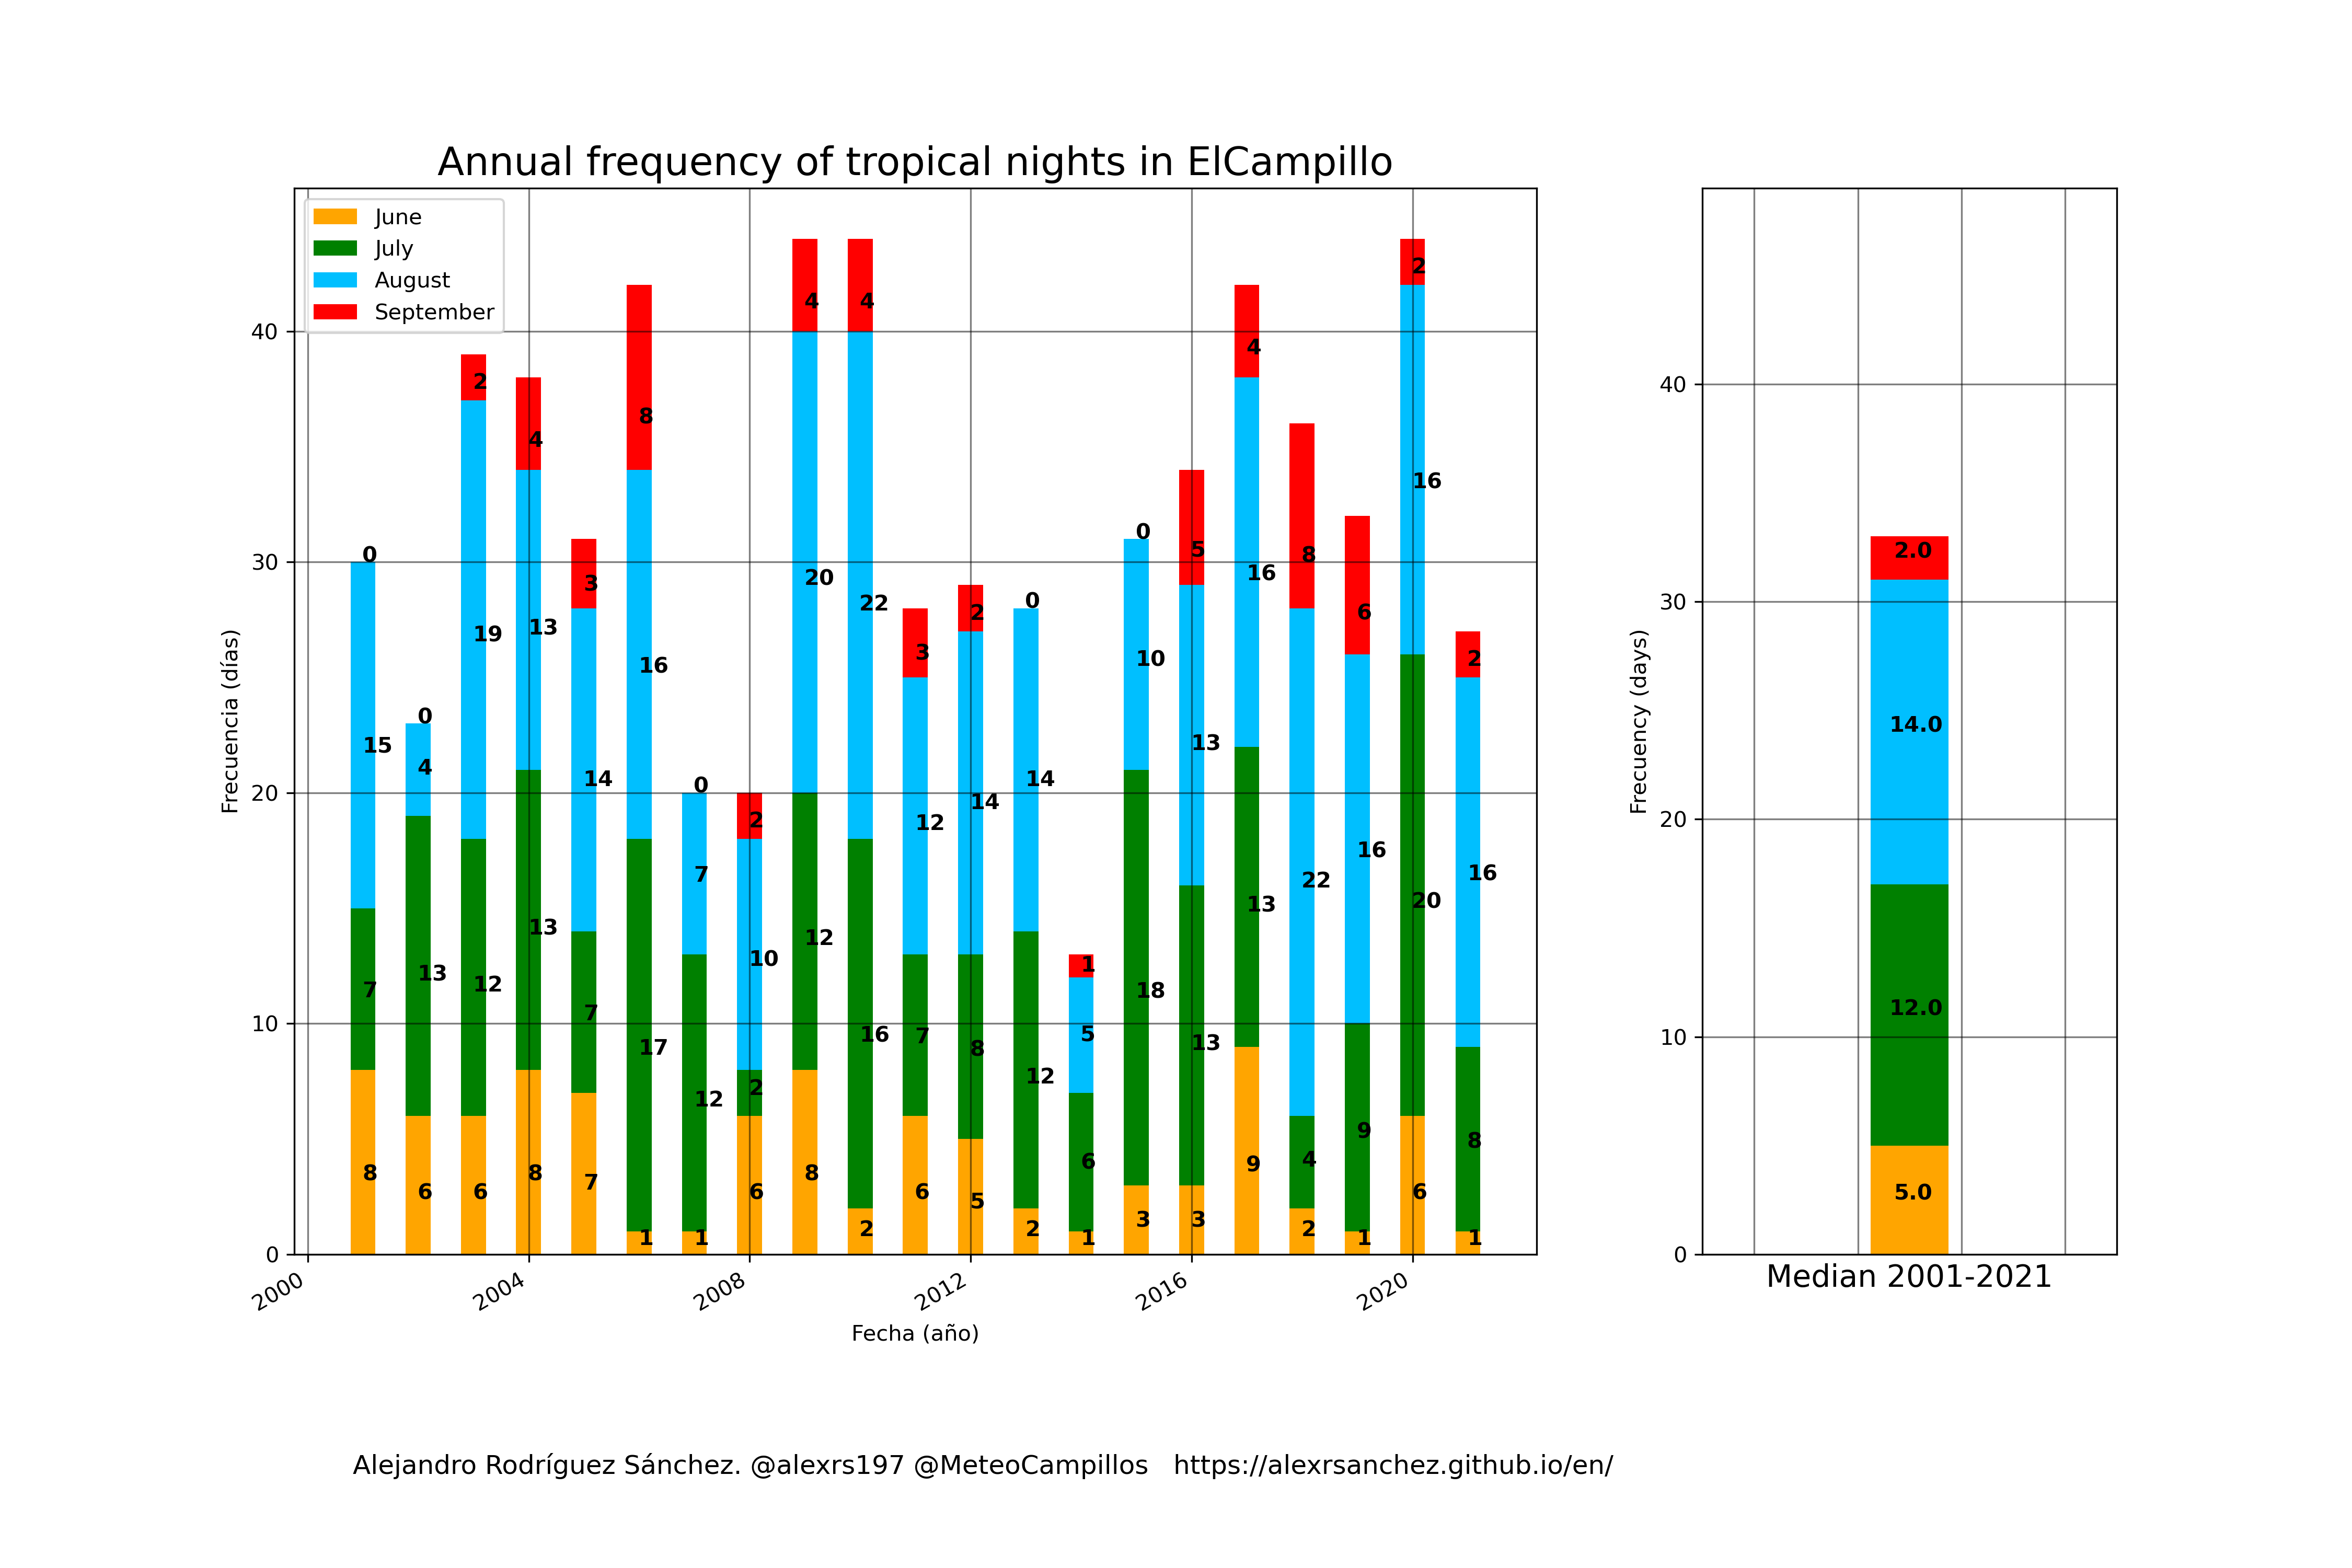 Annual frequency of tropical nights in ElCampillo
June
July
August
September
Frecuencia (días)
40
30
20
10
0
0 2 4 3 8 0 2 4 4 3 2 0 1 0 5 4 8 6 2 2
15 4 19 13 14 16 7 10 20 22 12 14 14 5 10 13 16 22 16 16 16
7 13 12 13 7 17 12 2 12 16 7 8 12 6 18 13 13 4 9 20 8
8 6 6 8 7 1 1 6 8 2 6 5 2 1 3 3 9 2 1 6 1
0
2000 2004 2008 2012 2016 2020
Fecha (año)
Frecuency (days)
40
30
20
10
0
2.0
14.0
12.0
5.0
Median 2001-2021
Alejandro Rodríguez Sánchez. @alexrs197 @MeteoCampillos https://alexrsanchez.github.io/en/